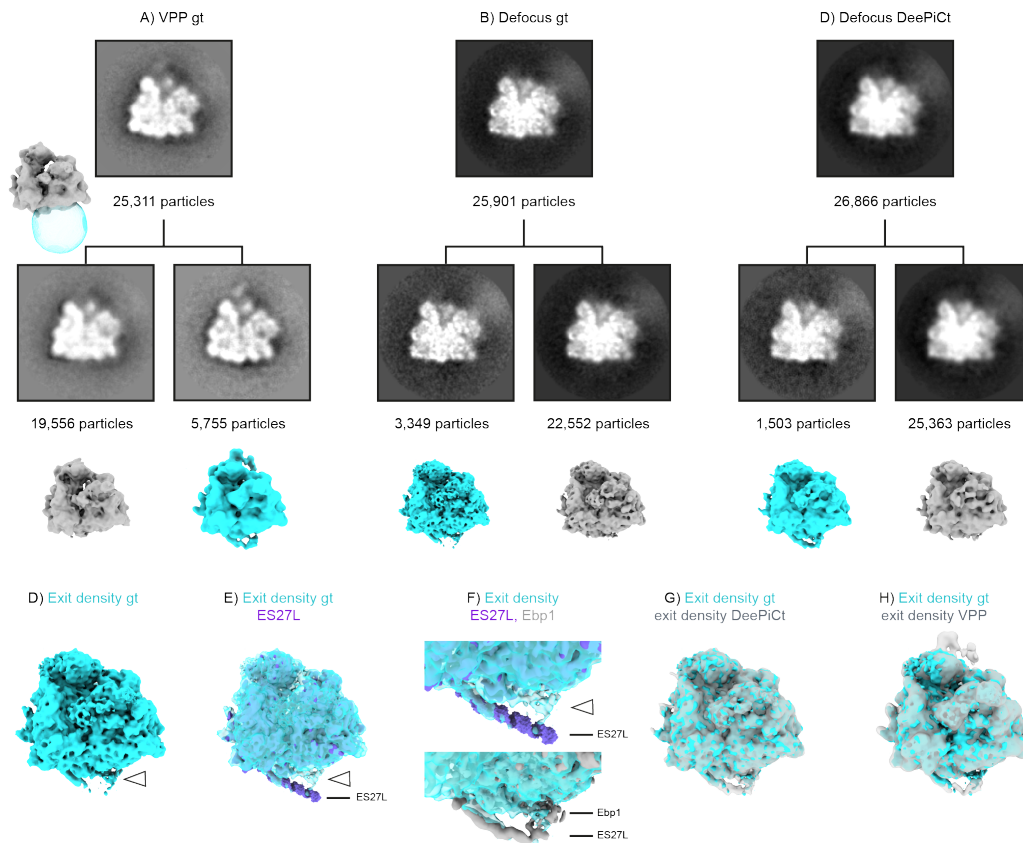 A) VPP gt
B) Defocus gt
D) Defocus DeePiCt
25,311 particles
25,901 particles
26,866 particles
19,556 particles
5,755 particles
3,349 particles
22,552 particles
1,503 particles
25,363 particles
D) Exit density gt
E) Exit density gt
ES27L
F) Exit density
ES27L, Ebp1
G) Exit density gt
exit density DeePiCt
H) Exit density gt
exit density VPP
ES27L
ES27L
Ebp1
ES27L